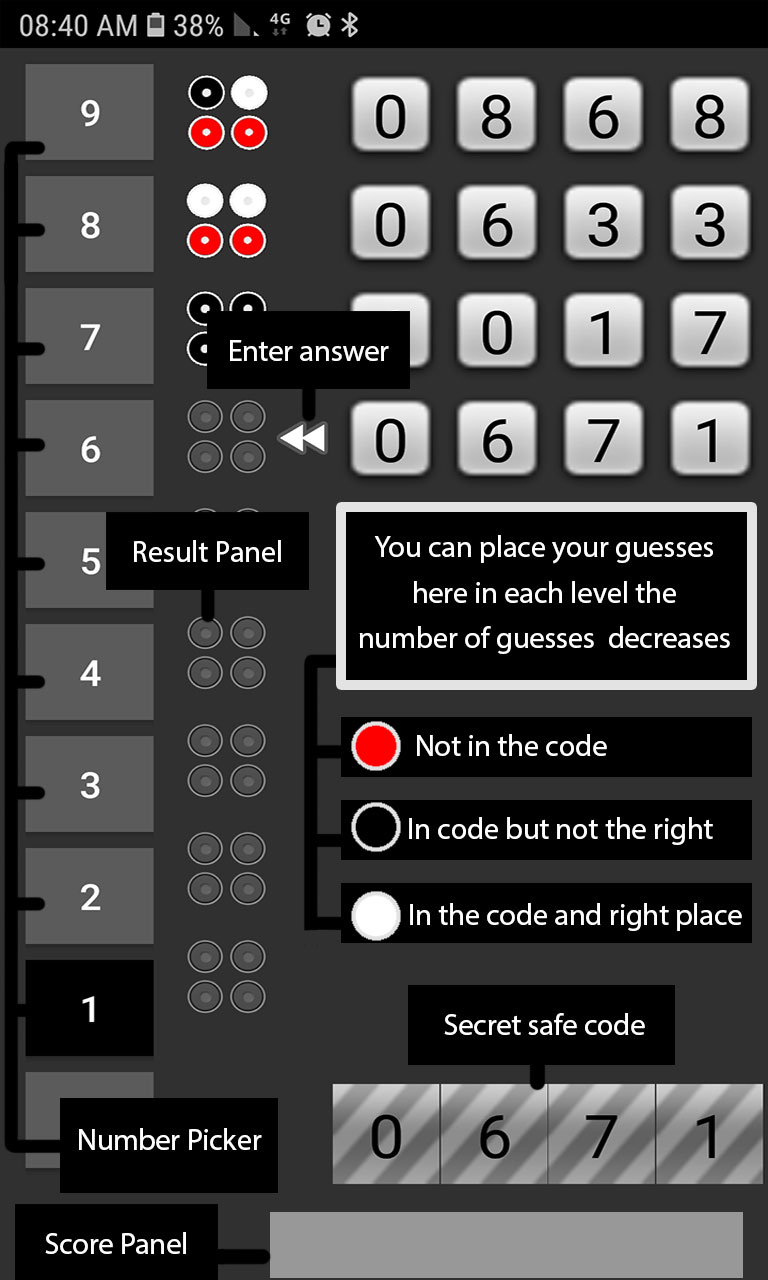 08:40 AM 38% 4G
9 0 8 6 8
8 0 6 3 3
7 0 1 7
Enter answer
6 0 6 7 1
5
Result Panel
You can place your guesses
here in each level the
number of guesses decreases
4
Not in the code
3
In code but not the right
2
In the code and right place
1
Secret safe code
0 6 7 1
Number Picker
Score Panel